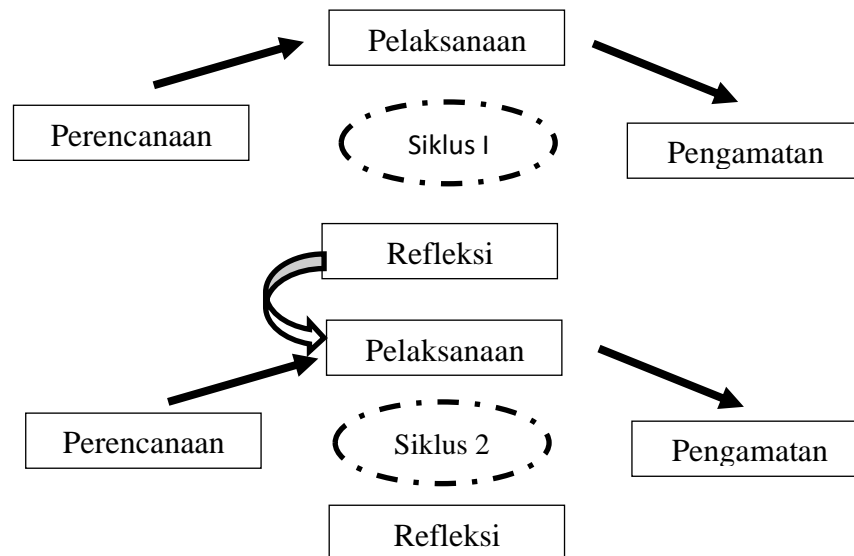 Pelaksanaan
Perencanaan
Siklus I
Pengamatan
Refleksi
Pelaksanaan
Perencanaan
Siklus 2
Pengamatan
Refleksi